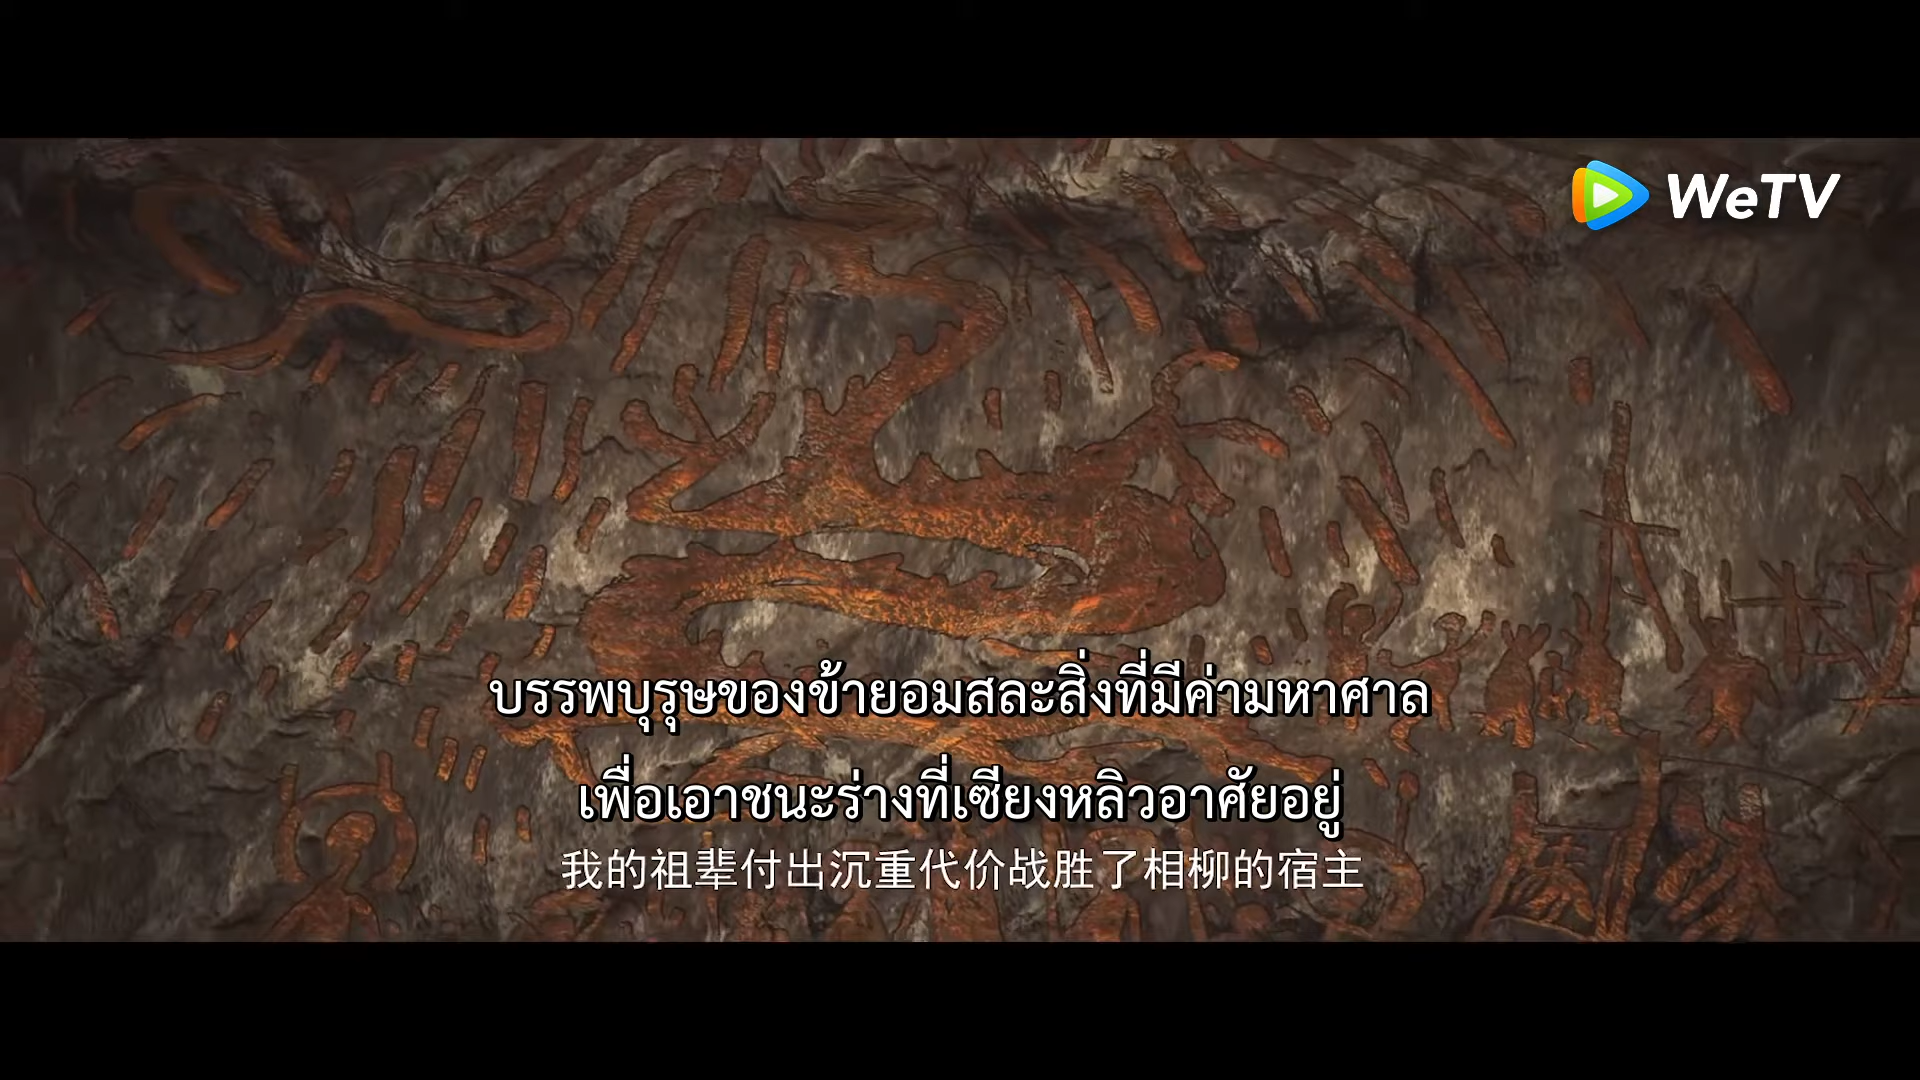 WeTV
บรรพบุรุษของข้ายอมสละสิ่งที่มีค่ามหาศาล
เพื่อเอาชนะร่างที่เซียงหลิวอาศัยอยู่
我的祖辈付出沉重代价战胜了相柳的宿主